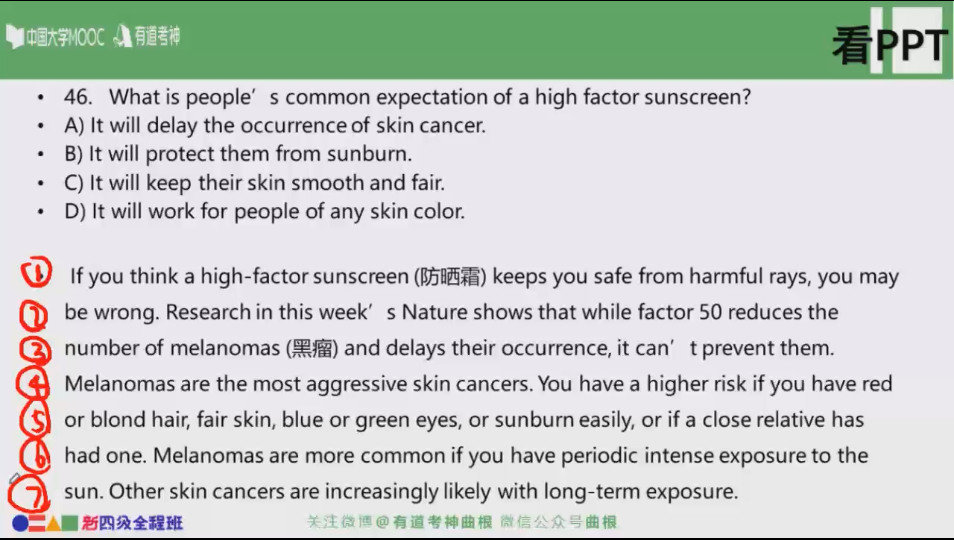 中国大学MOOC 有道考神
看PPT
• 46. What is people's common expectation of a high factor sunscreen?
• A) It will delay the occurrence of skin cancer.
• B) It will protect them from sunburn.
• C) It will keep their skin smooth and fair.
• D) It will work for people of any skin color.
① If you think a high-factor sunscreen (防晒霜) keeps you safe from harmful rays, you may
② be wrong. Research in this week's Nature shows that while factor 50 reduces the
③ number of melanomas (黑瘤) and delays their occurrence, it can't prevent them.
④ Melanomas are the most aggressive skin cancers. You have a higher risk if you have red
⑤ or blond hair, fair skin, blue or green eyes, or sunburn easily, or if a close relative has
⑥ had one. Melanomas are more common if you have periodic intense exposure to the
⑦ sun. Other skin cancers are increasingly likely with long-term exposure.
新四级全程班 关注微博@有道考神曲根 微信公众号曲根